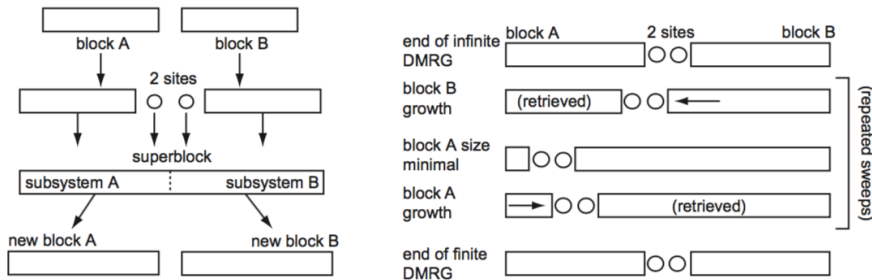 block A
block B
2 sites
superblock
subsystem A
subsystem B
new block A
new block B
block A
2 sites
block B
end of infinite
DMRG
block B
growth
(retrieved)
block A size
minimal
block A
growth
(retrieved)
end of finite
DMRG
(repeated sweeps)